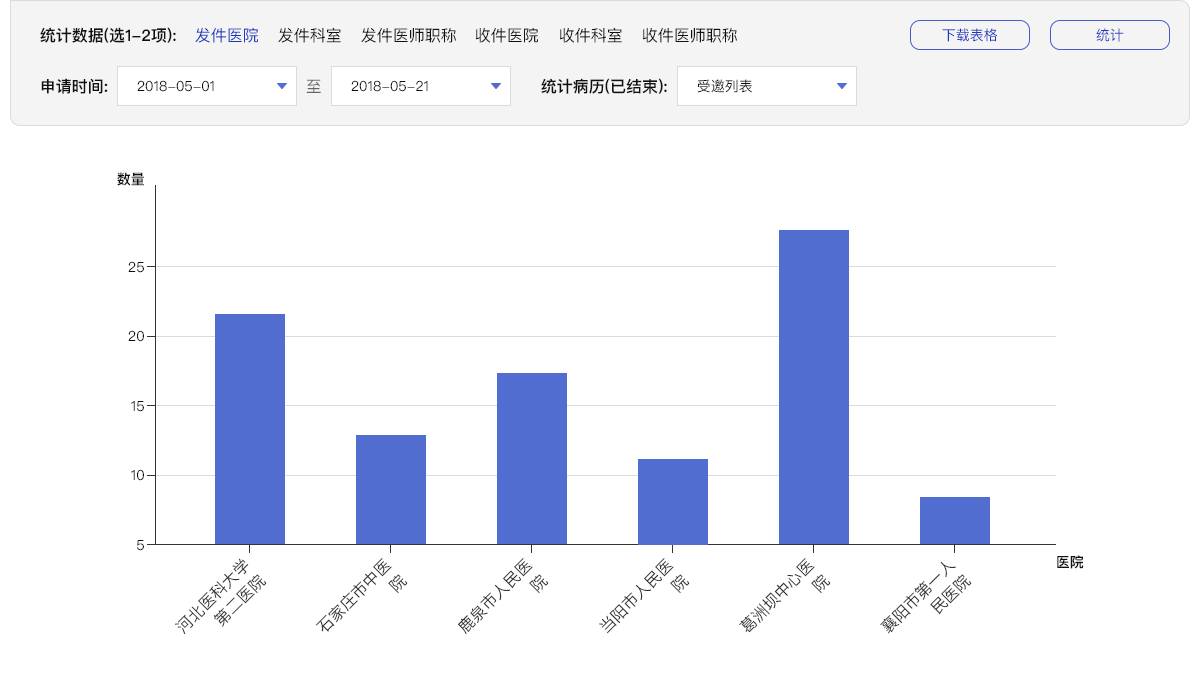 统计数据(选1-2项): 发件医院 发件科室 发件医师职称 收件医院 收件科室 收件医师职称 下载表格 统计
申请时间: 2018-05-01 至 2018-05-21 统计病历(已结束): 受邀列表
数量
25
20
15
10
5
医院
河北医科大学
第二医院
石家庄市中医
院
鹿泉市人民医
院
当阳市人民医
院
葛洲坝中心医
院
襄阳市第一人
民医院